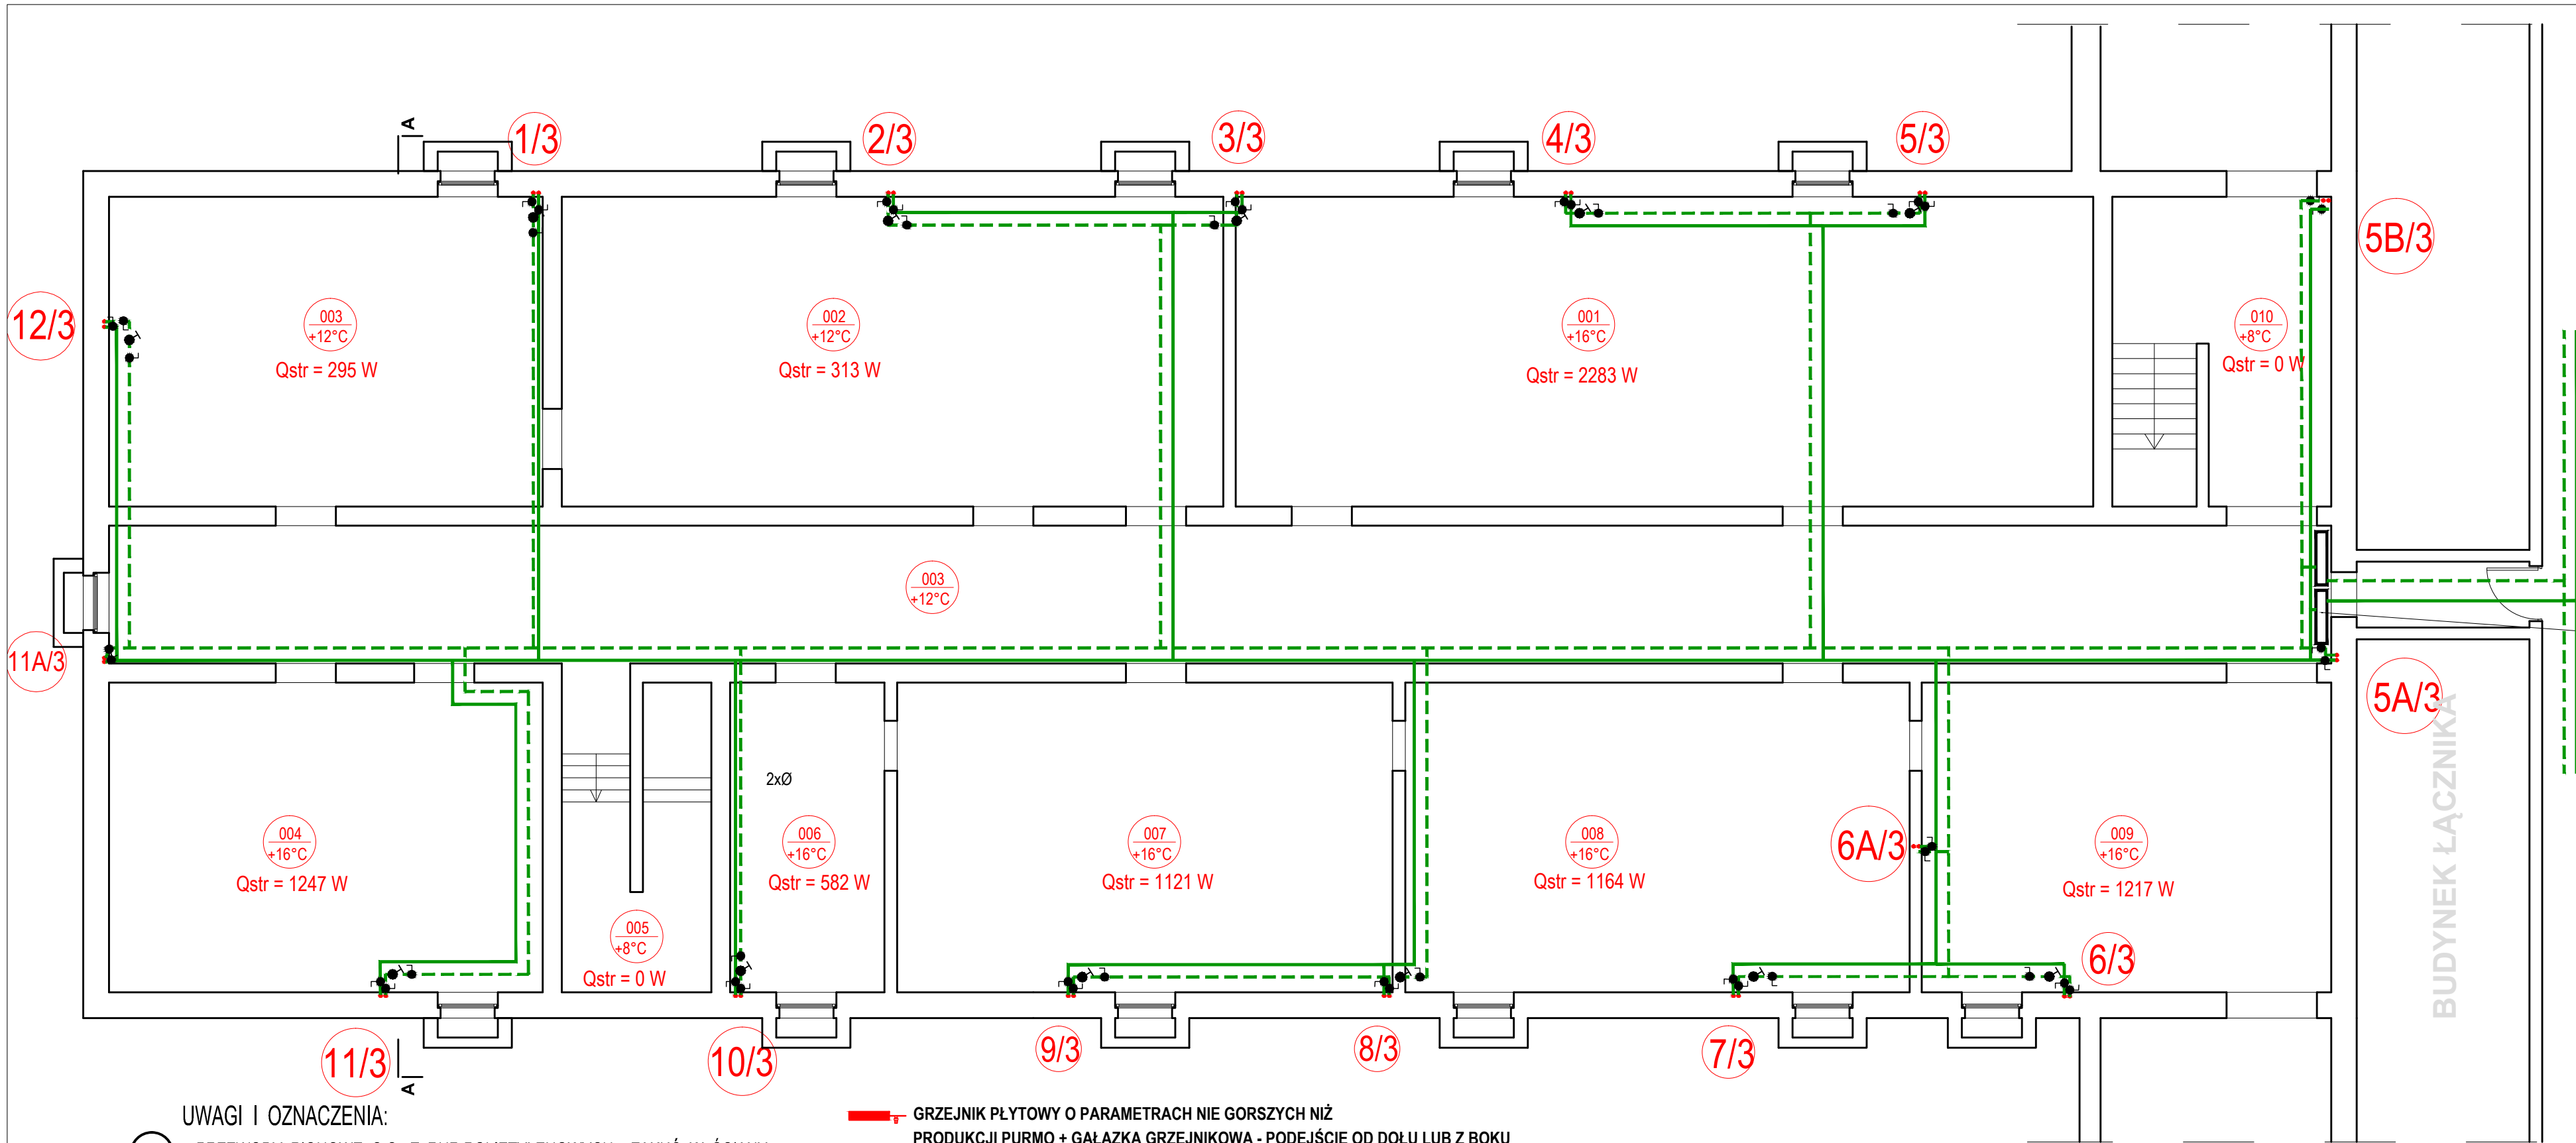 A
1/3
2/3
3/3
4/3
5/3
5B/3
12/3
003
+12°C
Qstr = 295 W
002
+12°C
Qstr = 313 W
001
+16°C
Qstr = 2283 W
010
+8°C
Qstr = 0 W
003
+12°C
11A/3
5A/3
2xØ
004
+16°C
Qstr = 1247 W
006
+16°C
Qstr = 582 W
007
+16°C
Qstr = 1121 W
008
+16°C
Qstr = 1164 W
6A/3
009
+16°C
Qstr = 1217 W
005
+8°C
Qstr = 0 W
6/3
BUDYNEK ŁĄCZNIKA
11/3
A
10/3
9/3
8/3
7/3
UWAGI I OZNACZENIA:
GRZEJNIK PŁYTOWY O PARAMETRACH NIE GORSZYCH NIŻ
PRODUKCJI PURMO + GAŁĄZKA GRZEJNIKOWA - PODEJŚCIE OD DOŁU LUB Z BOKU